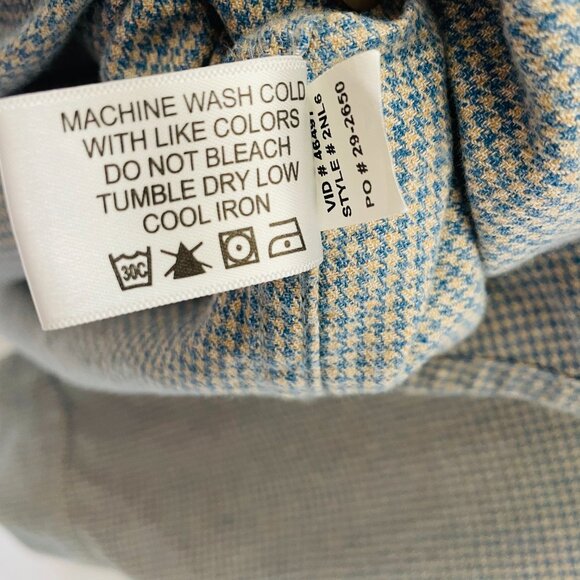 MACHINE WASH COLD
WITH LIKE COLORS
DO NOT BLEACH
TUMBLE DRY LOW
COOL IRON
30C
VID #
STYLE # 2NL6
PO # 29-2650